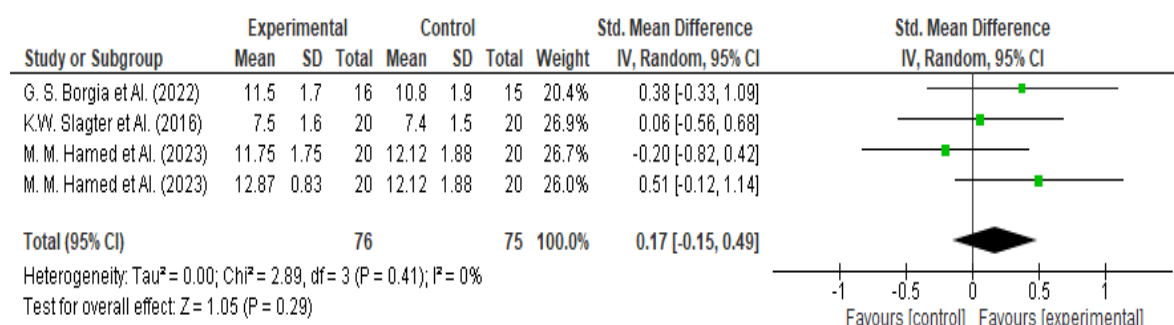 Experimental Control Std. Mean Difference Std. Mean Difference
Study or Subgroup Mean SD Total Mean SD Total Weight IV, Random, 95% CI IV, Random, 95% CI
G. S. Borgia et Al. (2022) 11.5 1.7 16 10.8 1.9 15 20.4% 0.38 [-0.33, 1.09]
K.W. Slagter et Al. (2016) 7.5 1.6 20 7.4 1.5 20 26.9% 0.06 [-0.56, 0.68]
M. M. Hamed et Al. (2023) 11.75 1.75 20 12.12 1.88 20 26.7% -0.20 [-0.82, 0.42]
M. M. Hamed et Al. (2023) 12.87 0.83 20 12.12 1.88 20 26.0% 0.51 [-0.12, 1.14]
Total (95% CI) 76 75 100.0% 0.17 [-0.15, 0.49]
Heterogeneity: Tau² = 0.00; Chi² = 2.89, df = 3 (P = 0.41); I² = 0%
Test for overall effect: Z = 1.05 (P = 0.29)
-1 -0.5 0 0.5 1
Favours [control] Favours [experimental]